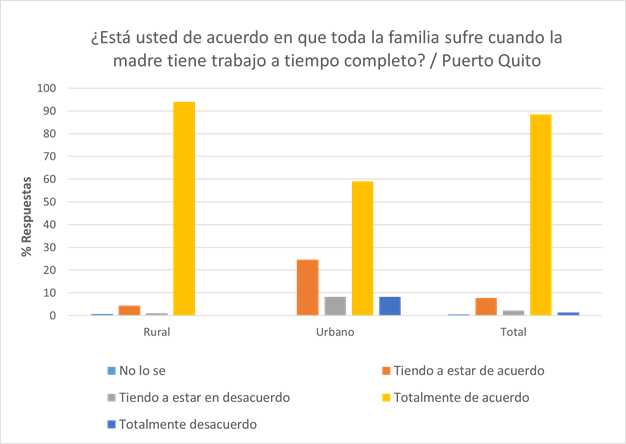 ¿Está usted de acuerdo en que toda la familia sufre cuando la
madre tiene trabajo a tiempo completo? / Puerto Quito
% Respuestas
100
90
80
70
60
50
40
30
20
10
0
Rural
Urbano
Total
No lo se
Tiendo a estar de acuerdo
Tiendo a estar en desacuerdo
Totalmente de acuerdo
Totalmente desacuerdo